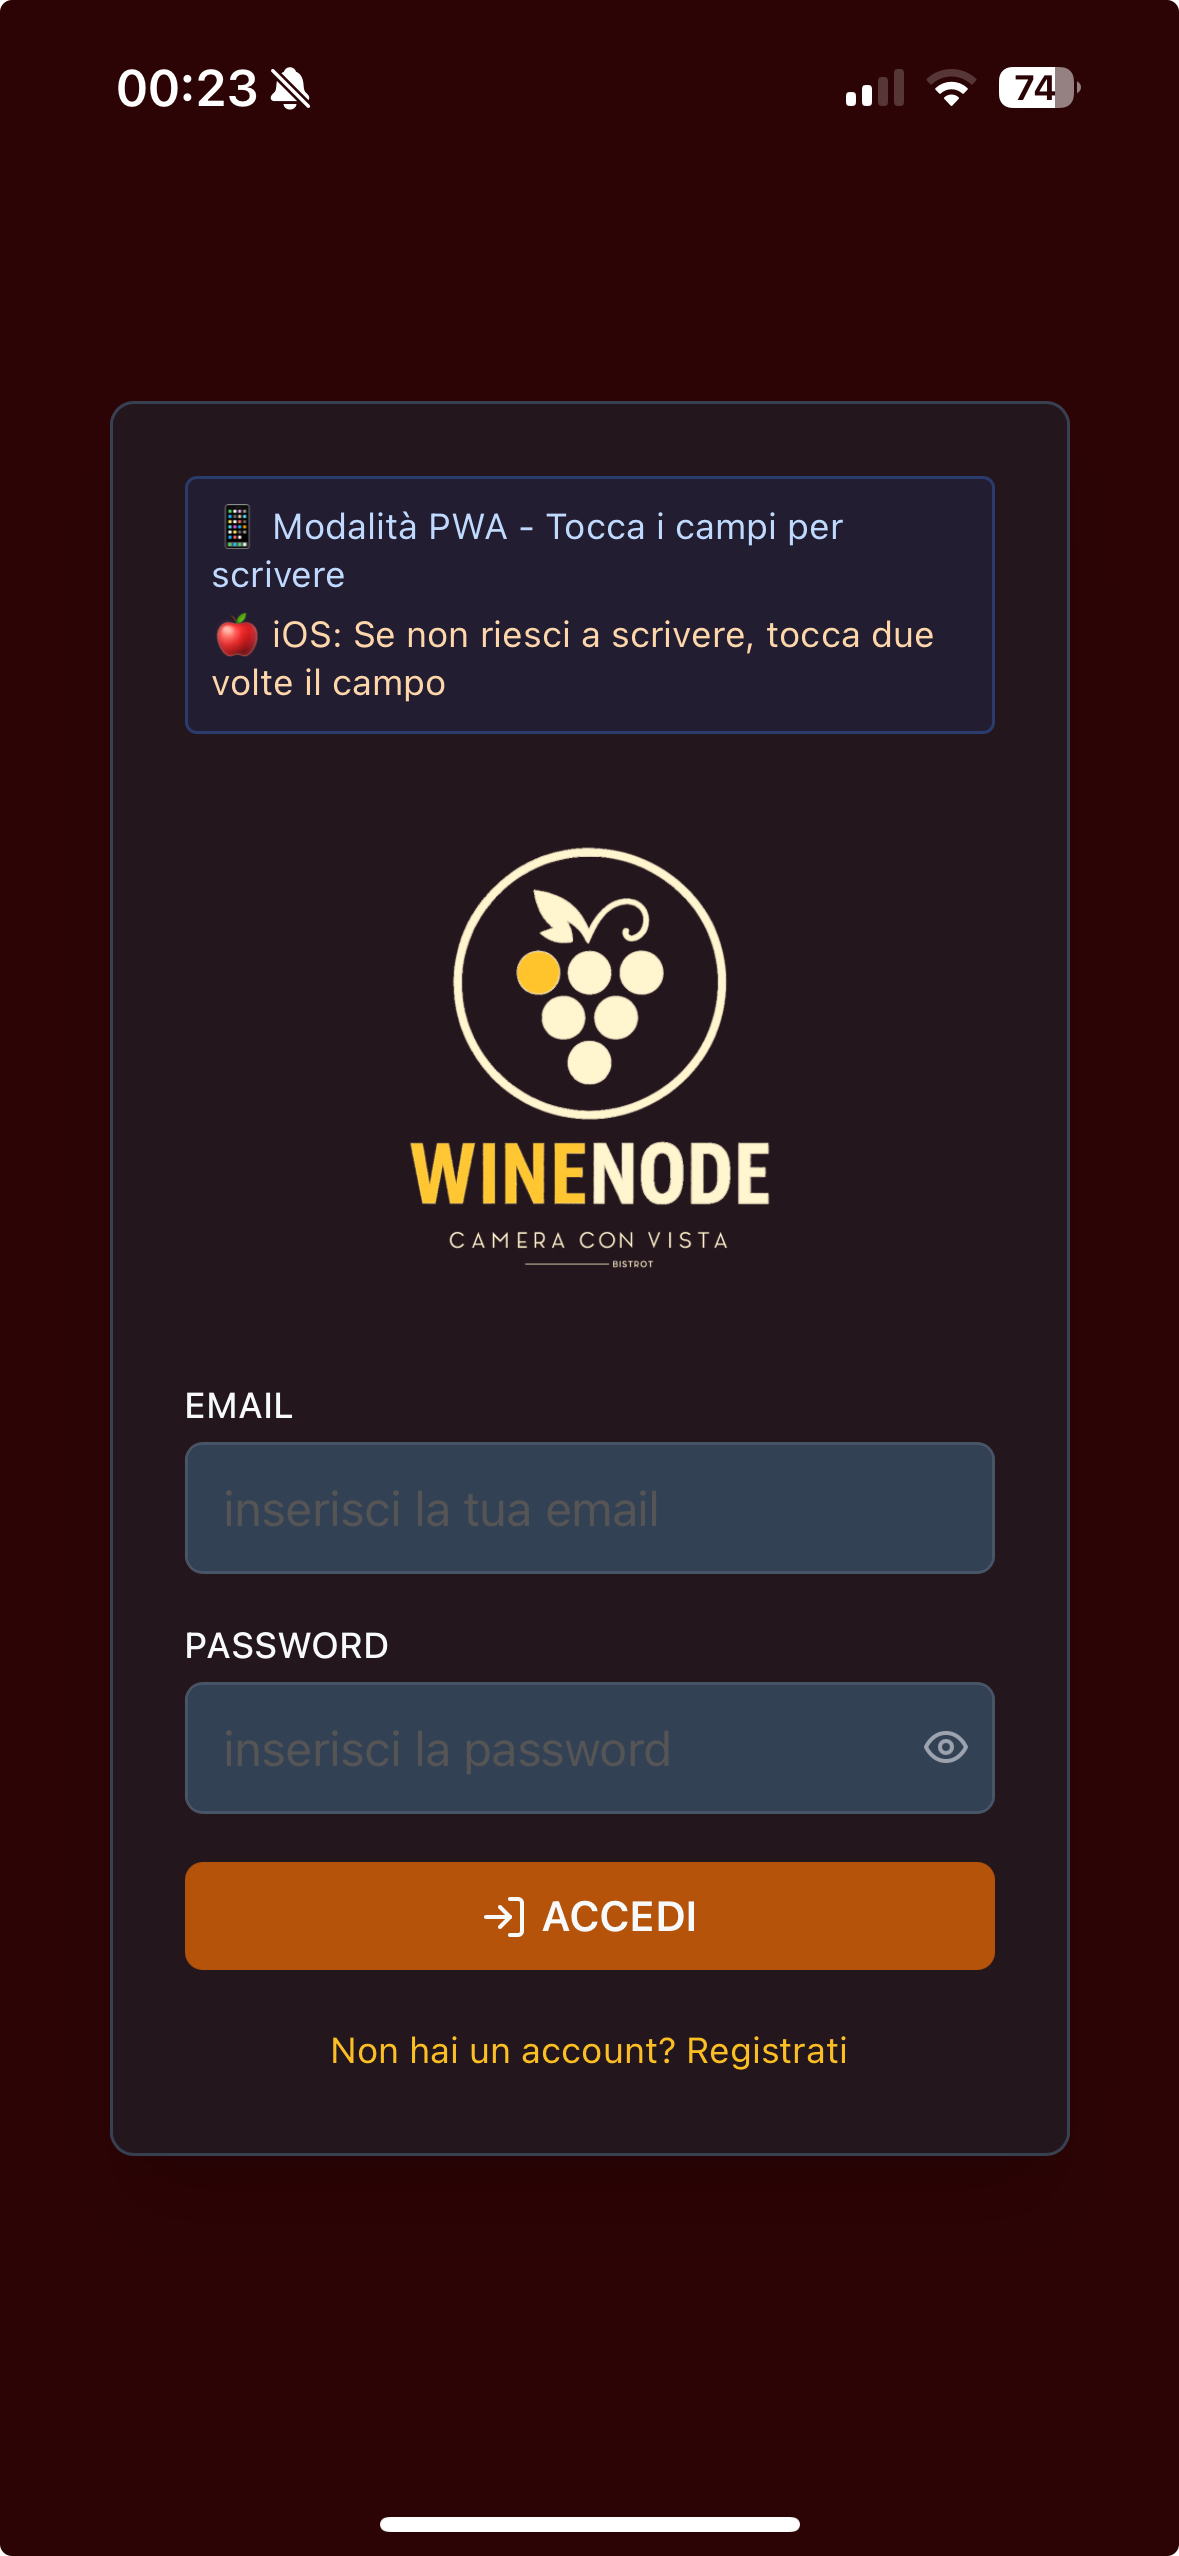 00:23
74
Modalità PWA - Tocca i campi per
scrivere
iOS: Se non riesci a scrivere, tocca due
volte il campo
WINENODE
CAMERA CON VISTA
BISTROT
EMAIL
inserisci la tua email
PASSWORD
inserisci la password
ACCEDI
Non hai un account? Registrati